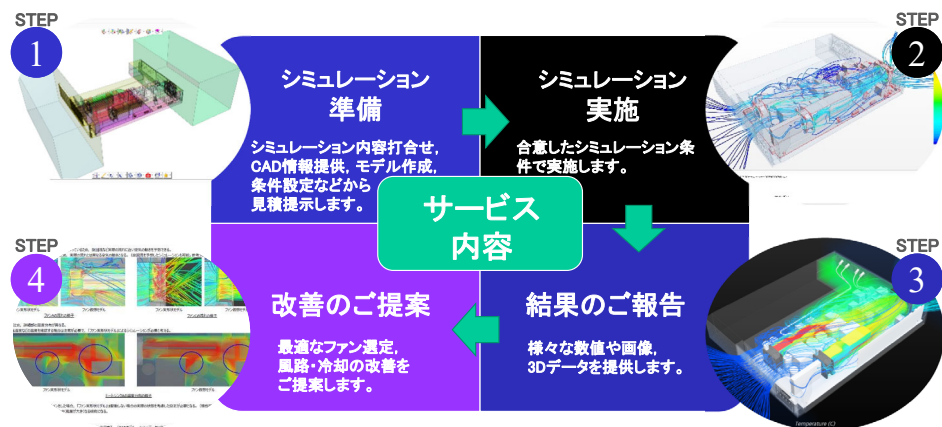 STEP
1
シミュレーション
準備
シミュレーション内容打合せ,
CAD情報提供, モデル作成,
条件設定などから
見積提示します。
STEP
2
シミュレーション
実施
合意したシミュレーション条
件で実施します。
サービス
内容
STEP
3
結果のご報告
様々な数値や画像,
3Dデータを提供します。
Temperature (C)
STEP
4
改善のご提案
最適なファン選定,
風路・冷却の改善を
ご提案します。